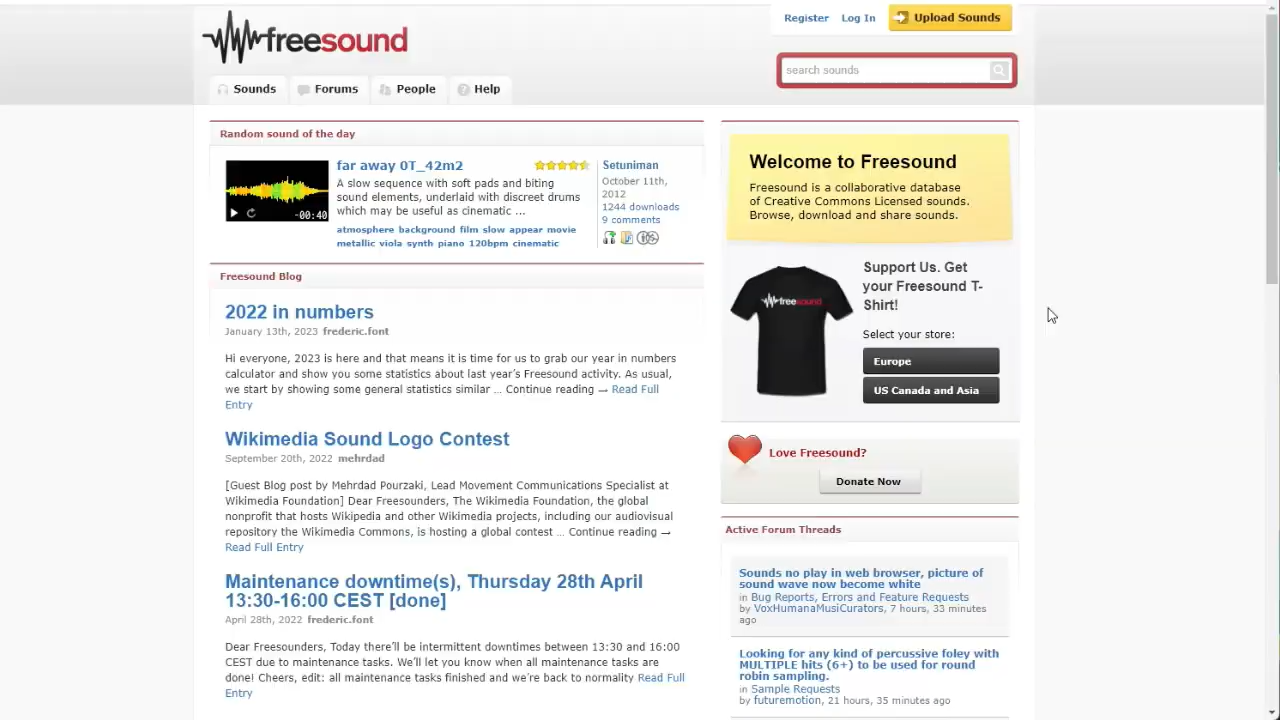 Register Log In Upload Sounds
freesound
search sounds
Sounds Forums People Help
Random sound of the day
far away 0T_42m2
A slow sequence with soft pads and biting
sound elements, underlaid with discreet drums
which may be useful as cinematic ...
atmosphere background film slow appear movie
metallic viola synth piano 120bpm cinematic
-00:40
Setuniman
October 11th,
2012
1244 downloads
9 comments
Freesound Blog
2022 in numbers
January 13th, 2023 frederic.font
Hi everyone, 2023 is here and that means it is time for us to grab our year in numbers
calculator and show you some statistics about last year's Freesound activity. As usual,
we start by showing some general statistics similar … Continue reading → Read Full
Entry
Wikimedia Sound Logo Contest
September 20th, 2022 mehrdad
[Guest Blog post by Mehrdad Pourzaki, Lead Movement Communications Specialist at
Wikimedia Foundation] Dear Freesounders, The Wikimedia Foundation, the global
nonprofit that hosts Wikipedia and other Wikimedia projects, including our audiovisual
repository the Wikimedia Commons, is hosting a global contest … Continue reading →
Read Full Entry
Maintenance downtime(s), Thursday 28th April
13:30-16:00 CEST [done]
April 28th, 2022 frederic.font
Dear Freesounders, Today there'll be intermittent downtimes between 13:30 and 16:00
CEST due to maintenance tasks. We'll let you know when all maintenance tasks are
done! Cheers, edit: all maintenance tasks finished and we're back to normality Read Full
Entry
Welcome to Freesound
Freesound is a collaborative database
of Creative Commons Licensed sounds.
Browse, download and share sounds.
freesound
Support Us. Get
your Freesound T-
Shirt!
Select your store:
Europe
US Canada and Asia
Love Freesound?
Donate Now
Active Forum Threads
Sounds no play in web browser, picture of
sound wave now become white
in Bug Reports, Errors and Feature Requests
by VoxHumanaMusiCurators, 7 hours, 33 minutes
ago
Looking for any kind of percussive foley with
MULTIPLE hits (6+) to be used for round
robin sampling.
in Sample Requests
by futuremotion, 21 hours, 35 minutes ago